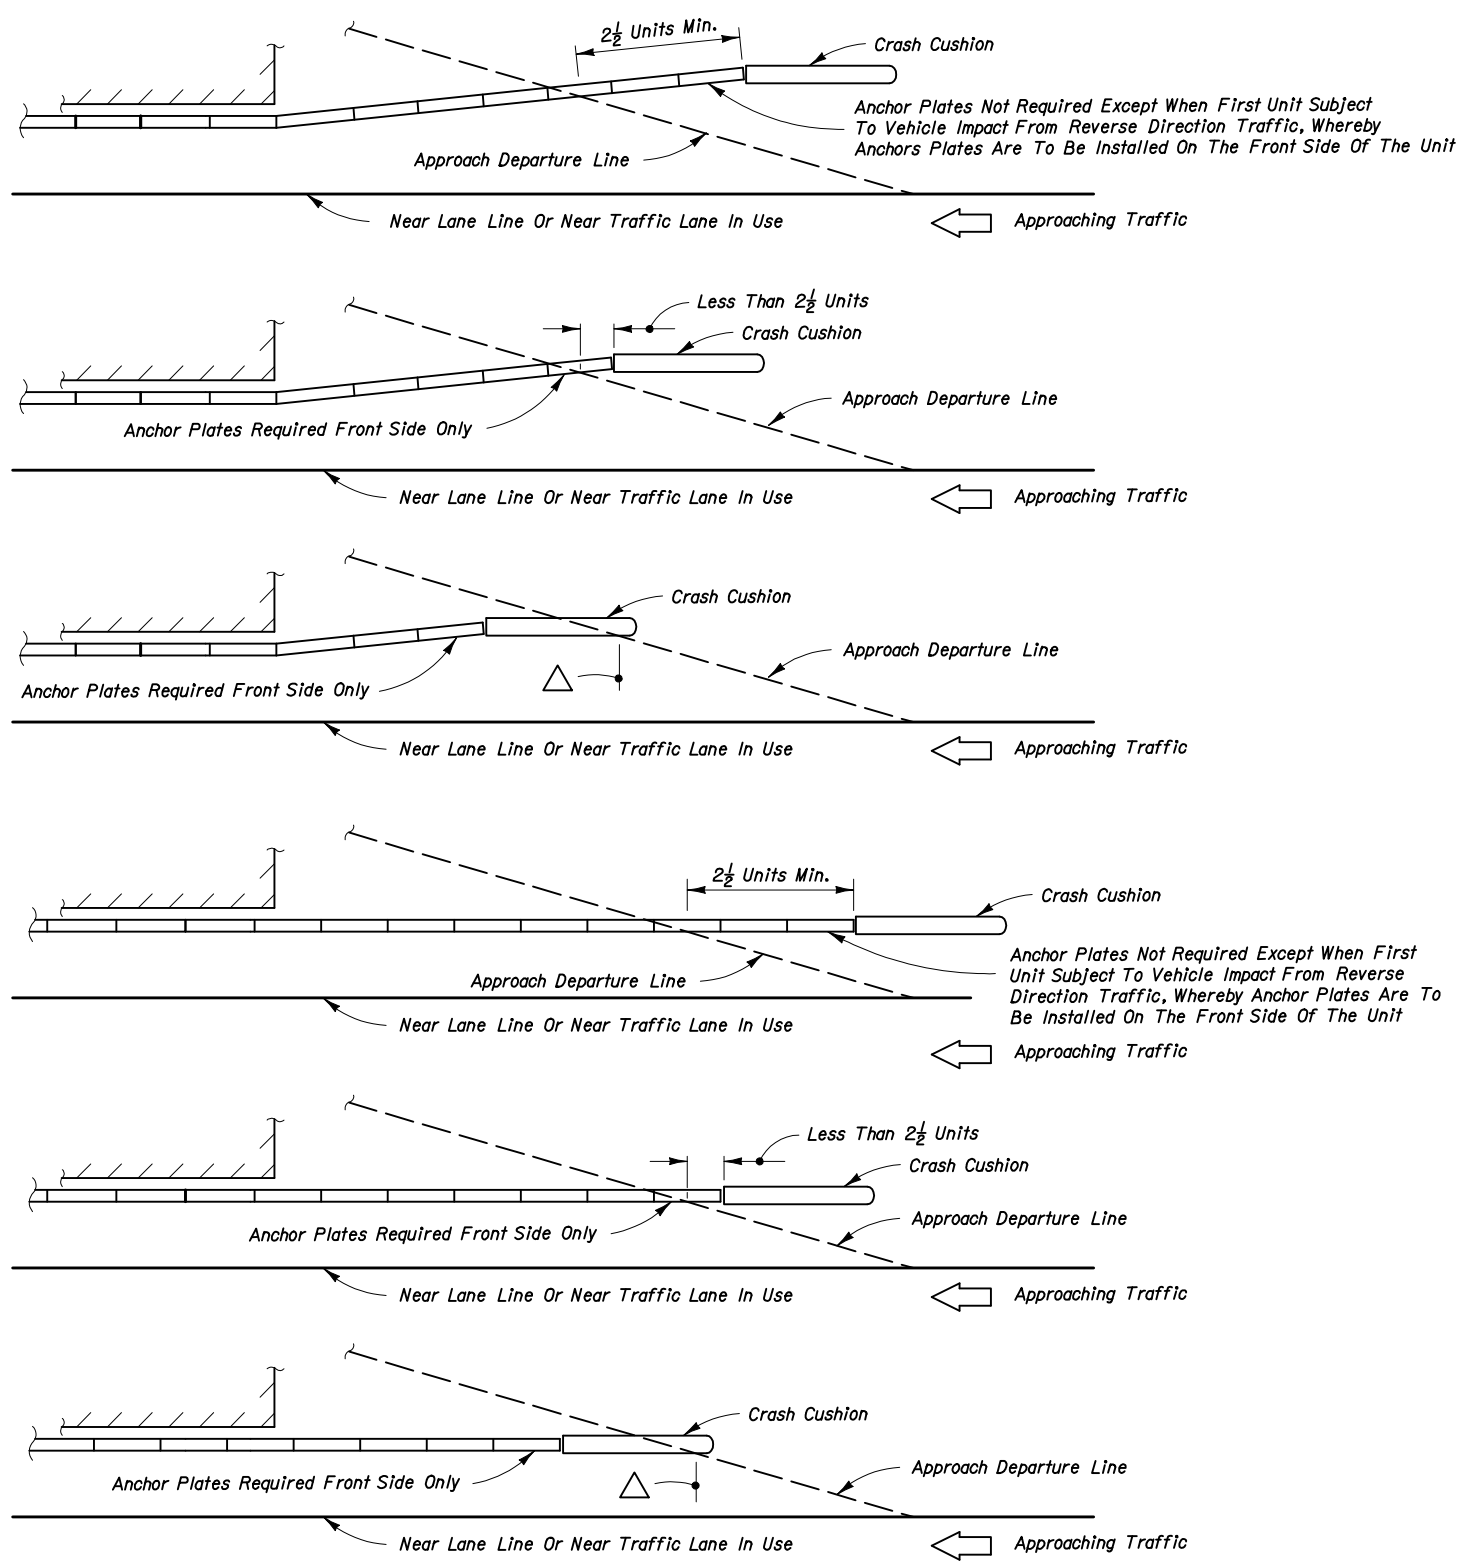 2½ Units Min.
Crash Cushion
Anchor Plates Not Required Except When First Unit Subject
To Vehicle Impact From Reverse Direction Traffic, Whereby
Anchors Plates Are To Be Installed On The Front Side Of The Unit
Approach Departure Line
Near Lane Line Or Near Traffic Lane In Use
Approaching Traffic
Less Than 2½ Units
Crash Cushion
Approach Departure Line
Anchor Plates Required Front Side Only
Near Lane Line Or Near Traffic Lane In Use
Approaching Traffic
Crash Cushion
Approach Departure Line
Anchor Plates Required Front Side Only
Near Lane Line Or Near Traffic Lane In Use
Approaching Traffic
2½ Units Min.
Crash Cushion
Anchor Plates Not Required Except When First
Unit Subject To Vehicle Impact From Reverse
Direction Traffic, Whereby Anchor Plates Are To
Be Installed On The Front Side Of The Unit
Approach Departure Line
Near Lane Line Or Near Traffic Lane In Use
Approaching Traffic
Less Than 2½ Units
Crash Cushion
Approach Departure Line
Anchor Plates Required Front Side Only
Near Lane Line Or Near Traffic Lane In Use
Approaching Traffic
Crash Cushion
Approach Departure Line
Anchor Plates Required Front Side Only
Near Lane Line Or Near Traffic Lane In Use
Approaching Traffic